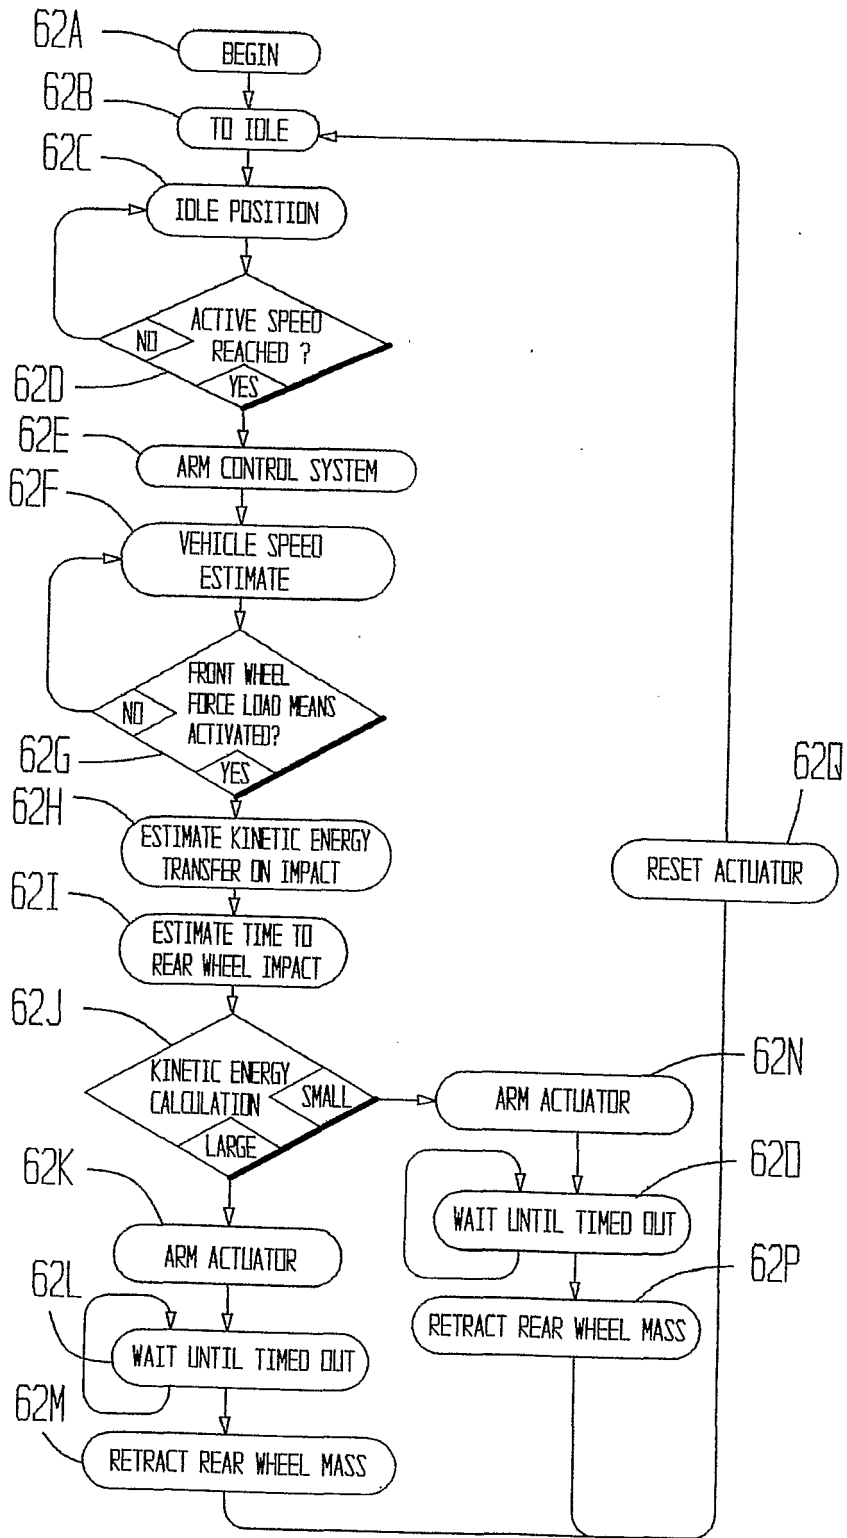 62A
BEGIN
62B
TO IDLE
62C
IDLE POSITION
ACTIVE SPEED
REACHED ?
NO
YES
62D
62E
ARM CONTROL SYSTEM
62F
VEHICLE SPEED
ESTIMATE
FRONT WHEEL
FORCE LOAD MEANS
ACTIVATED?
NO
YES
62G
62H
ESTIMATE KINETIC ENERGY
TRANSFER ON IMPACT
62I
ESTIMATE TIME TO
REAR WHEEL IMPACT
62J
KINETIC ENERGY
CALCULATION
SMALL
LARGE
62K
ARM ACTUATOR
62L
WAIT UNTIL TIMED OUT
62M
RETRACT REAR WHEEL MASS
62N
ARM ACTUATOR
62O
WAIT UNTIL TIMED OUT
62P
RETRACT REAR WHEEL MASS
62Q
RESET ACTUATOR